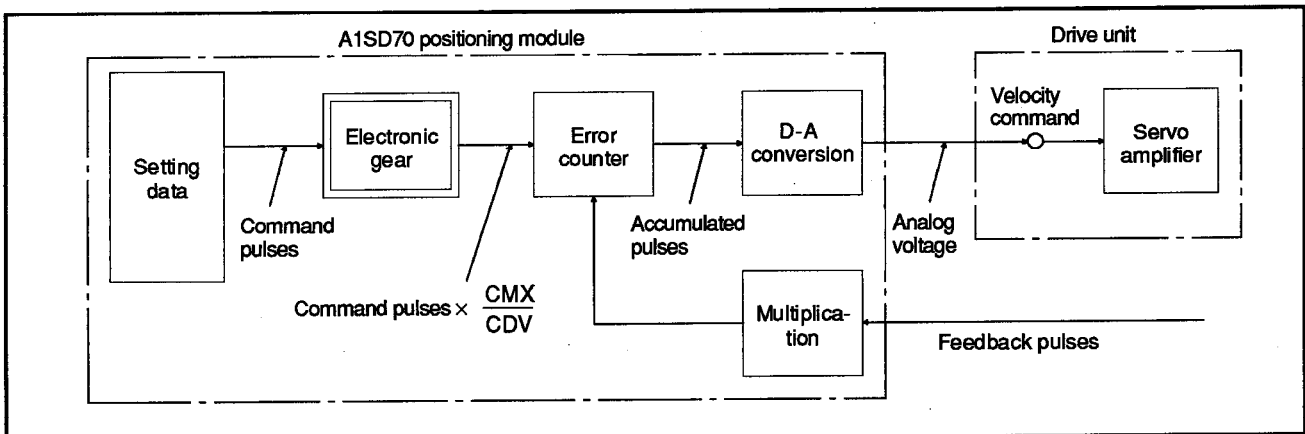 A1SD70 positioning module
Drive unit
Setting
data
Command
pulses
Electronic
gear
Command pulses × CMX
CDV
Error
counter
Accumulated
pulses
D-A
conversion
Analog
voltage
Velocity
command
Servo
amplifier
Multiplica-
tion
Feedback pulses